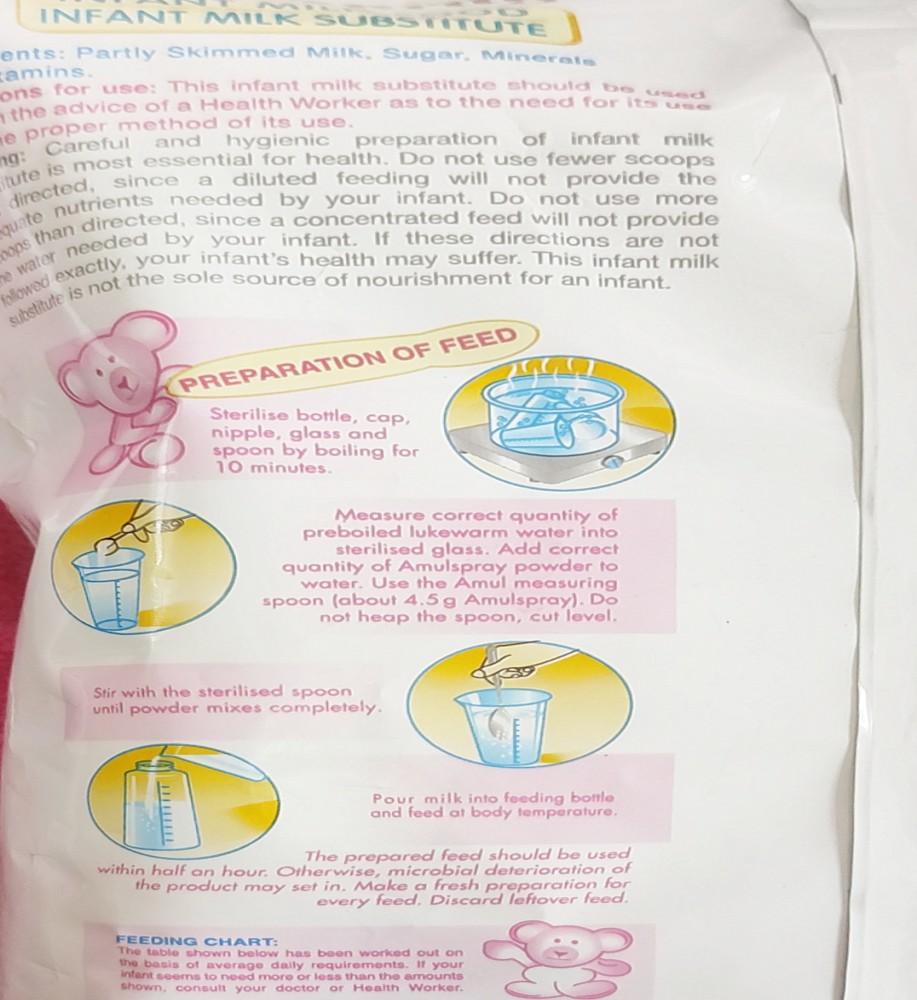 INFANT MILK SUBSTITUTE
ents: Partly Skimmed Milk, Sugar, Minerals
tamins.
ons for use: This infant milk substitute should be used
n the advice of a Health Worker as to the need for its use
e proper method of its use.
ng: Careful and hygienic preparation of infant milk
itute is most essential for health. Do not use fewer scoops
directed, since a diluted feeding will not provide the
quate nutrients needed by your infant. Do not use more
oops than directed, since a concentrated feed will not provide
he water needed by your infant. If these directions are not
followed exactly, your infant's health may suffer. This infant milk
substitute is not the sole source of nourishment for an infant.
PREPARATION OF FEED
Sterilise bottle, cap,
nipple, glass and
spoon by boiling for
10 minutes.
Measure correct quantity of
preboiled lukewarm water into
sterilised glass. Add correct
quantity of Amulspray powder to
water. Use the Amul measuring
spoon (about 4.5g Amulspray). Do
not heap the spoon, cut level.
Stir with the sterilised spoon
until powder mixes completely.
Pour milk into feeding bottle
and feed at body temperature.
The prepared feed should be used
within half an hour. Otherwise, microbial deterioration of
the product may set in. Make a fresh preparation for
every feed. Discard leftover feed.
FEEDING CHART:
The table shown below has been worked out on
the basis of average daily requirements. If your
infant seems to need more or less than the amounts
shown, consult your doctor or Health Worker.